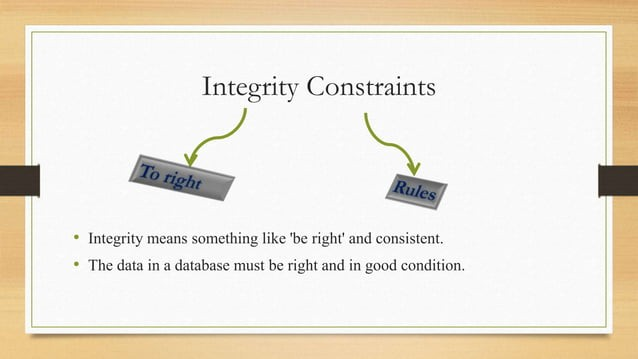 Integrity Constraints
To right
Rules
• Integrity means something like 'be right' and consistent.
• The data in a database must be right and in good condition.